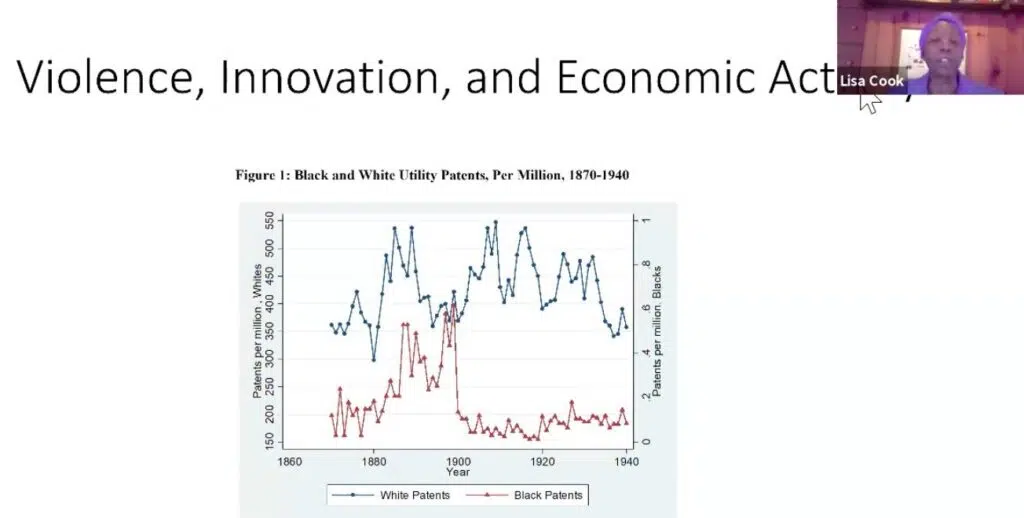 Violence, Innovation, and Economic Act
Lisa Cook
Figure 1: Black and White Utility Patents, Per Million, 1870-1940
Patents per million , Whites
150 200 250 300 350 400 450 500 550
Patents per million, Blacks
0 .2 .4 .6 .8 1
1860 1880 1900 1920 1940
Year
White Patents Black Patents